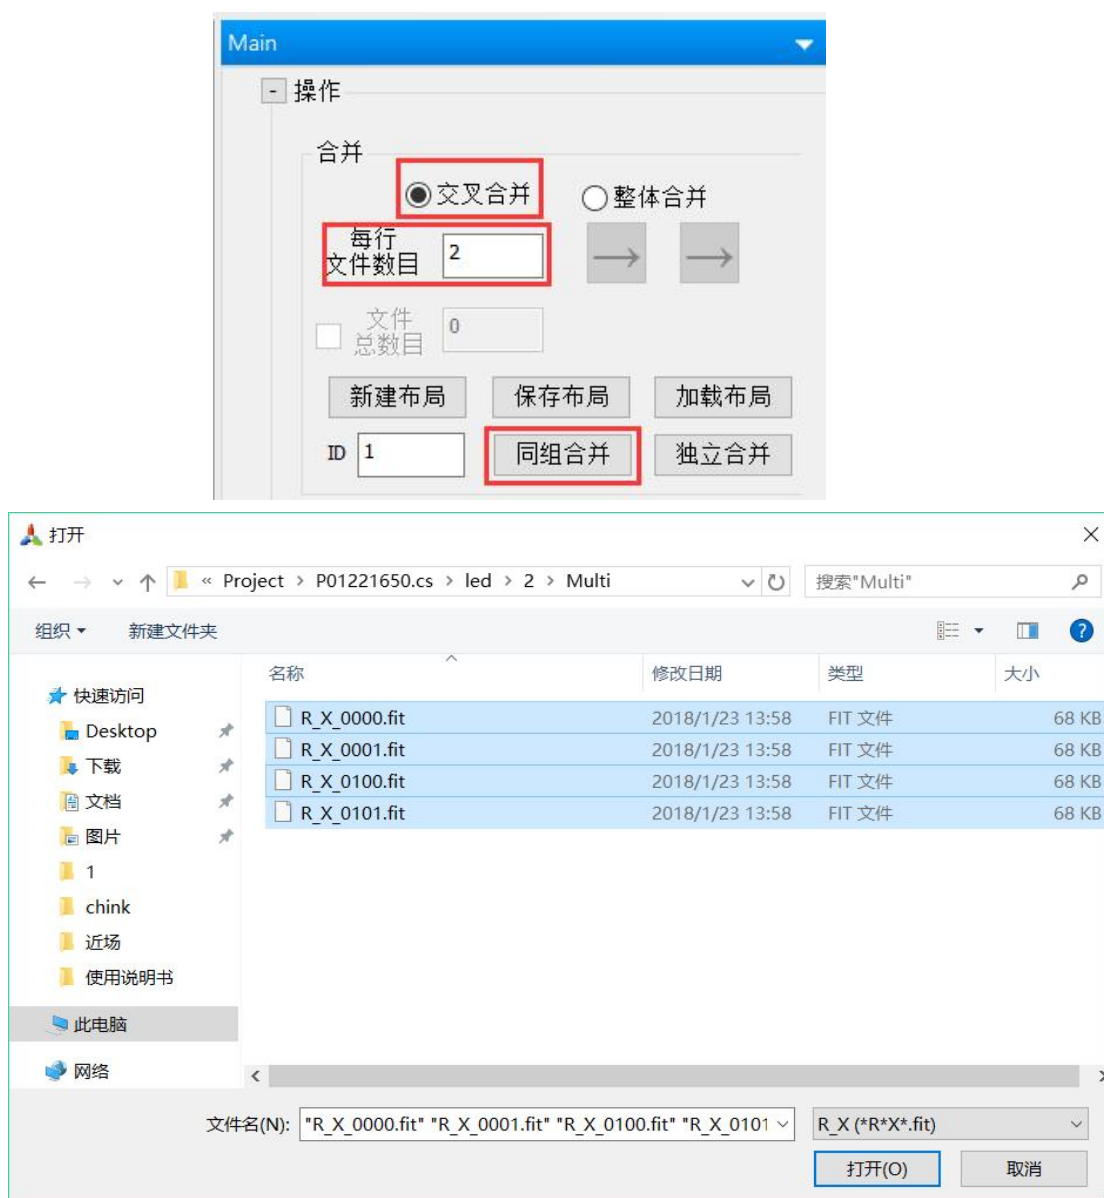 Main
- 操作
合并
交叉合并 整体合并
每行
文件数目 2 → →
文件
总数目 0
新建布局 保存布局 加载布局
ID 1 同组合并 独立合并
打开
« Project > P01221650.cs > led > 2 > Multi 搜索"Multi"
组织 新建文件夹
名称 修改日期 类型 大小
快速访问
R_X_0000.fit 2018/1/23 13:58 FIT 文件 68 KB
Desktop
R_X_0001.fit 2018/1/23 13:58 FIT 文件 68 KB
下载
R_X_0100.fit 2018/1/23 13:58 FIT 文件 68 KB
文档
R_X_0101.fit 2018/1/23 13:58 FIT 文件 68 KB
图片
1
chink
近场
使用说明书
此电脑
网络
文件名(N): "R_X_0000.fit" "R_X_0001.fit" "R_X_0100.fit" "R_X_0101 R_X (*R*X*.fit)
打开(O) 取消